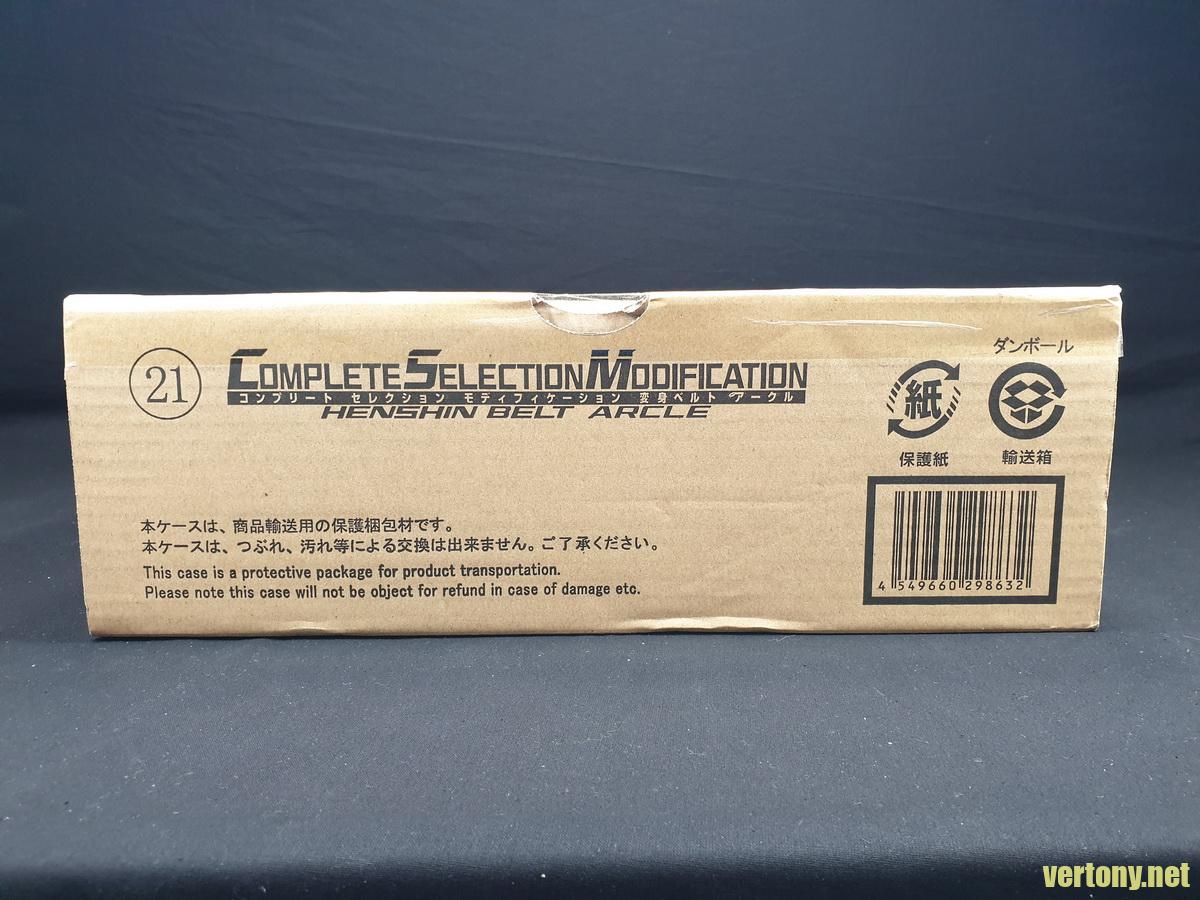 21
COMPLETE SELECTION MODIFICATION
コンプリート セレクション モディフィケーション 変身ベルト アークル
HENSHIN BELT ARCLE
ダンボール
紙
保護紙
輸送箱
本ケースは、商品輸送用の保護梱包材です。
本ケースは、つぶれ、汚れ等による交換は出来ません。ご了承ください。
This case is a protective package for product transportation.
Please note this case will not be object for refund in case of damage etc.
4 549660 298632
vertony.net